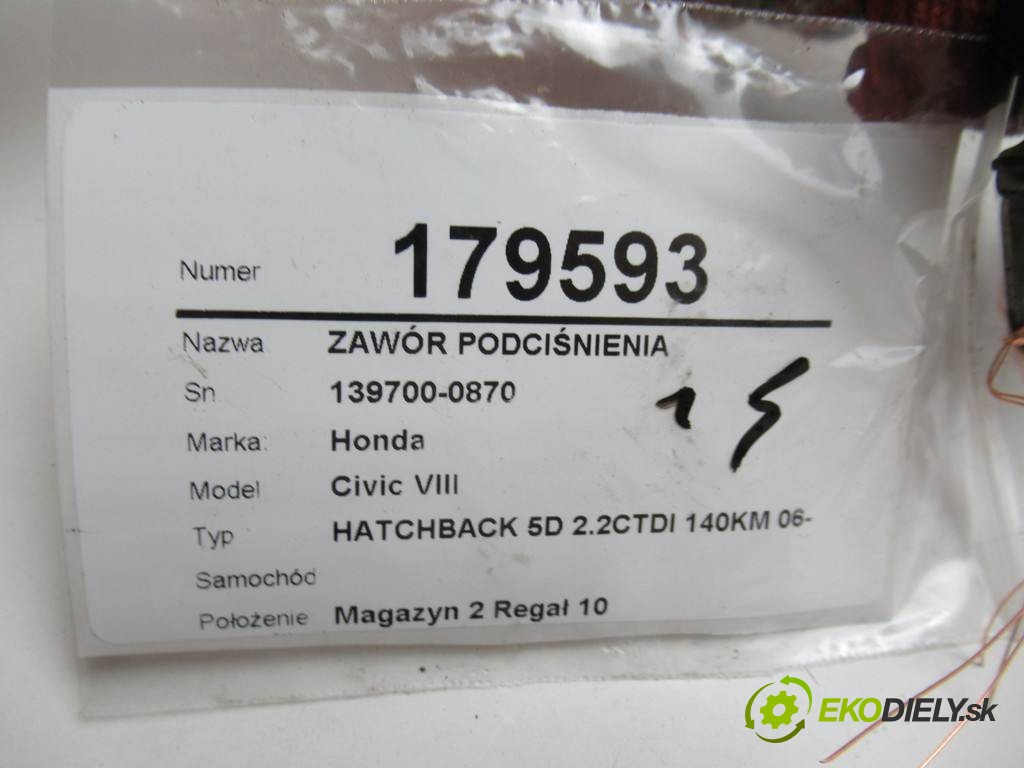 Numer 179593
Nazwa ZAWÓR PODCIŚNIENIA
Sn 139700-0870
Marka: Honda
Model Civic VIII
Typ HATCHBACK 5D 2.2CTDI 140KM 06-
Samochód
Położenie Magazyn 2 Regał 10
EKODIELY.sk